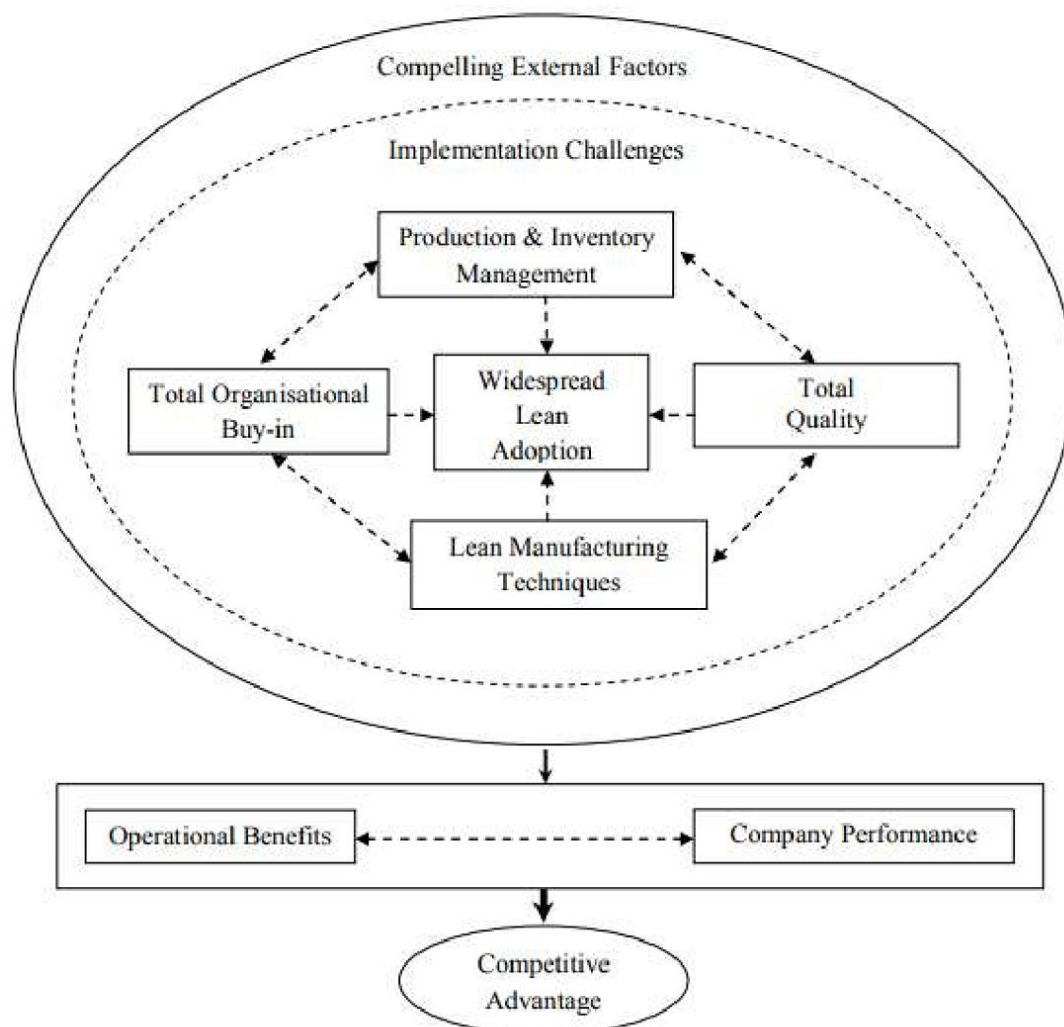 Compelling External Factors
Implementation Challenges
Production & Inventory
Management
Total Organisational
Buy-in
Widespread
Lean
Adoption
Total
Quality
Lean Manufacturing
Techniques
Operational Benefits
Company Performance
Competitive
Advantage